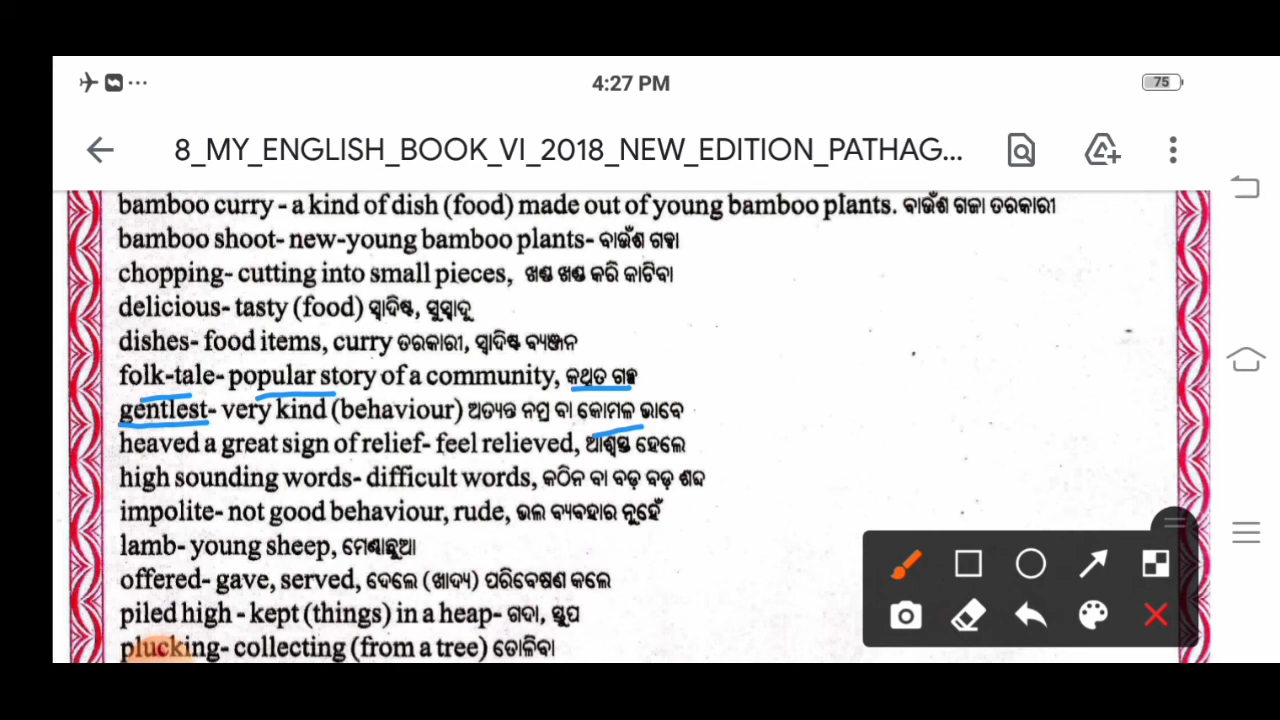 4:27 PM
75
8_MY_ENGLISH_BOOK_VI_2018_NEW_EDITION_PATHAG...
bamboo curry - a kind of dish (food) made out of young bamboo plants. ବାଉଁଶ ଗଜା ତରକାରୀ
bamboo shoot- new-young bamboo plants- ବାଉଁଶ ଗଜା
chopping- cutting into small pieces, ଖଣ୍ଡ ଖଣ୍ଡ କରି କାଟିବା
delicious- tasty (food) ସ୍ୱାଦିଷ୍ଟ, ସୁସ୍ୱାଦୁ
dishes- food items, curry ତରକାରୀ, ସ୍ୱାଦିଷ୍ଟ ବ୍ୟଞ୍ଜନ
folk-tale- popular story of a community, କଥିତ ଗଳ୍ପ
gentlest- very kind (behaviour) ଅତ୍ୟନ୍ତ ନମ୍ର ବା କୋମଳ ଭାବେ
heaved a great sign of relief- feel relieved, ଆଶ୍ୱସ୍ତ ହେଲେ
high sounding words- difficult words, କଠିନ ବା ବଡ଼ ବଡ଼ ଶବ୍ଦ
impolite- not good behaviour, rude, ଭଲ ବ୍ୟବହାର ନୁହେଁ
lamb- young sheep, ମେଣ୍ଢାଛୁଆ
offered- gave, served, ଦେଲେ (ଖାଦ୍ୟ) ପରିବେଷଣ କଲେ
piled high - kept (things) in a heap- ଗଦା, ସ୍ତୁପ
plucking- collecting (from a tree) ତୋଳିବା